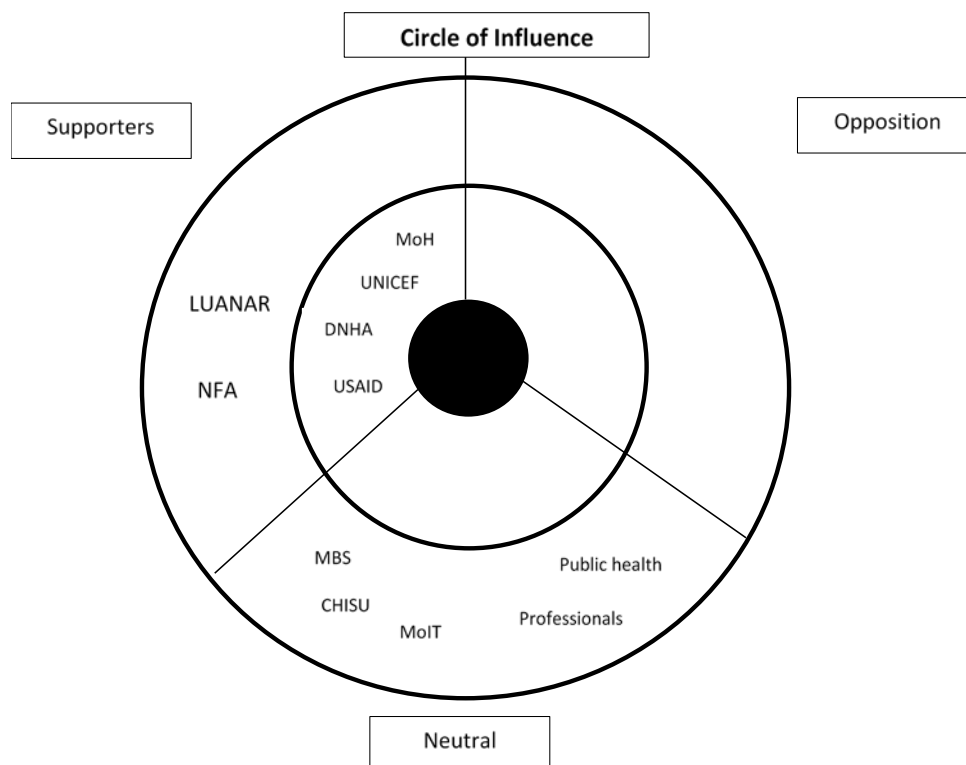 Circle of Influence
Supporters
Opposition
MoH
UNICEF
LUANAR
DNHA
NFA
USAID
MBS
Public health
CHISU
Professionals
MoIT
Neutral